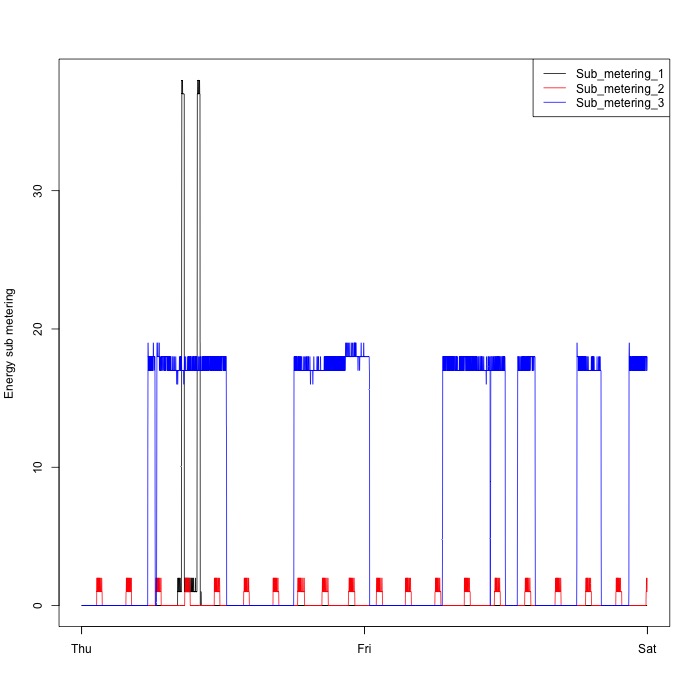 Sub_metering_1
Sub_metering_2
Sub_metering_3
Energy sub metering
30
20
10
0
Thu Fri Sat